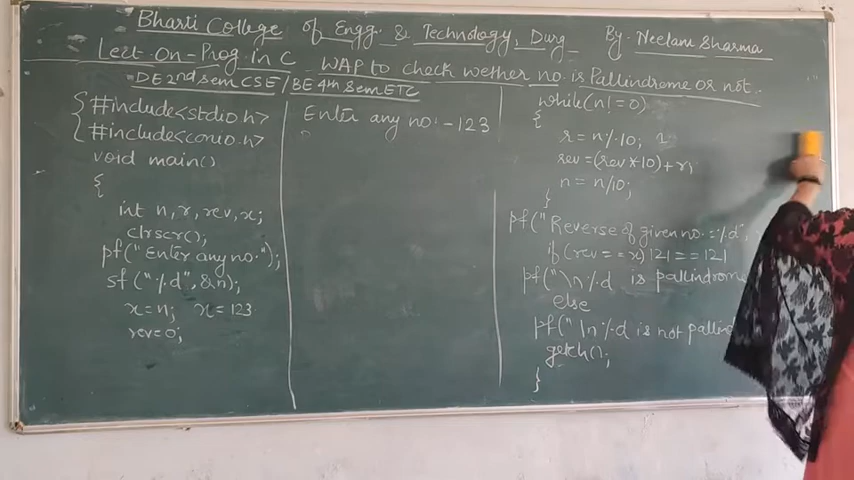 Bharti College of Engg. & Technology, Durg By- Neelam Sharma
Lect-On-Prog.in C WAP to check wether no. is Pallindrome or not.
DE 2nd sem CSE / BE 4th Sem ETC
#include<stdio.h>
#include<conio.h>
void main()
{
int n, r, rev, x;
clrscr();
pf("Enter any no.");
sf("%d",&n);
x=n; x=123
rev=0;
Enter any no:-123
while(n!=0)
{
r=n%10; 1
rev=(rev*10)+r;
n=n/10;
}
pf("Reverse of given no.=%d",
if(rev==x) 121==121
pf("\n%d is pallindrome
else
pf("\n%d is not pallind
getch();
}